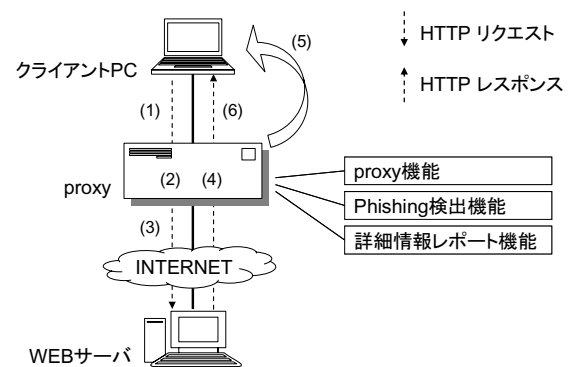 (5)
HTTP リクエスト
クライアントPC
HTTP レスポンス
(1)
(6)
proxy機能
(2)
(4)
proxy
Phishing検出機能
(3)
詳細情報レポート機能
INTERNET
WEBサーバ